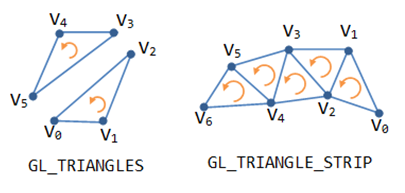 V4 V3
V2
V5
V0 V1
GL_TRIANGLES
V3 V1
V5
V6 V4 V2 V0
GL_TRIANGLE_STRIP